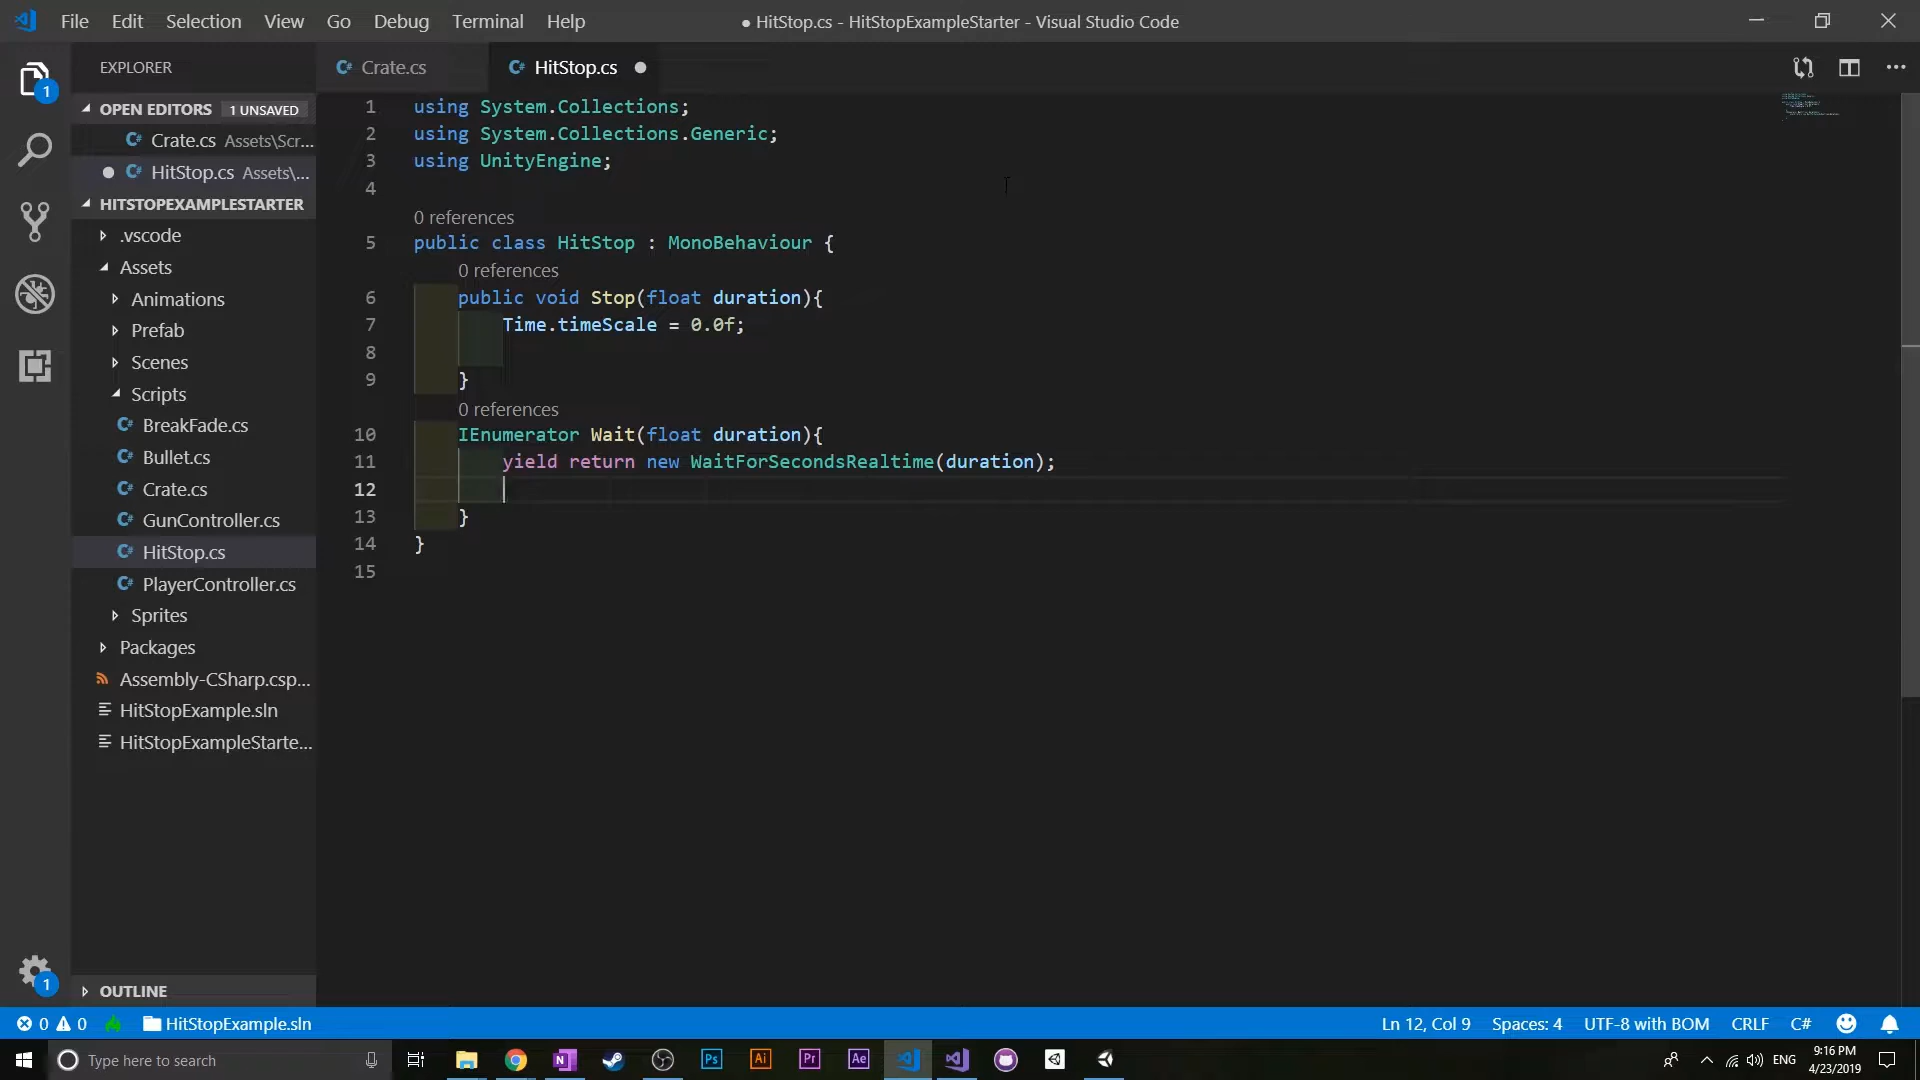 File Edit Selection View Go Debug Terminal Help
● HitStop.cs - HitStopExampleStarter - Visual Studio Code
EXPLORER
1
OPEN EDITORS 1 UNSAVED
C# Crate.cs Assets\Scr...
● C# HitStop.cs Assets\...
HITSTOPEXAMPLESTARTER
.vscode
Assets
Animations
Prefab
Scenes
Scripts
C# BreakFade.cs
C# Bullet.cs
C# Crate.cs
C# GunController.cs
C# HitStop.cs
C# PlayerController.cs
Sprites
Packages
Assembly-CSharp.csp...
HitStopExample.sln
HitStopExampleStarte...
OUTLINE
1
C# Crate.cs C# HitStop.cs ●
1 using System.Collections;
2 using System.Collections.Generic;
3 using UnityEngine;
4
0 references
5 public class HitStop : MonoBehaviour {
0 references
6 public void Stop(float duration){
7 Time.timeScale = 0.0f;
8
9 }
0 references
10 IEnumerator Wait(float duration){
11 yield return new WaitForSecondsRealtime(duration);
12
13 }
14 }
15
0 0 HitStopExample.sln Ln 12, Col 9 Spaces: 4 UTF-8 with BOM CRLF C#
Type here to search
N Ps Ai Pr Ae
ENG 9:16 PM
4/23/2019